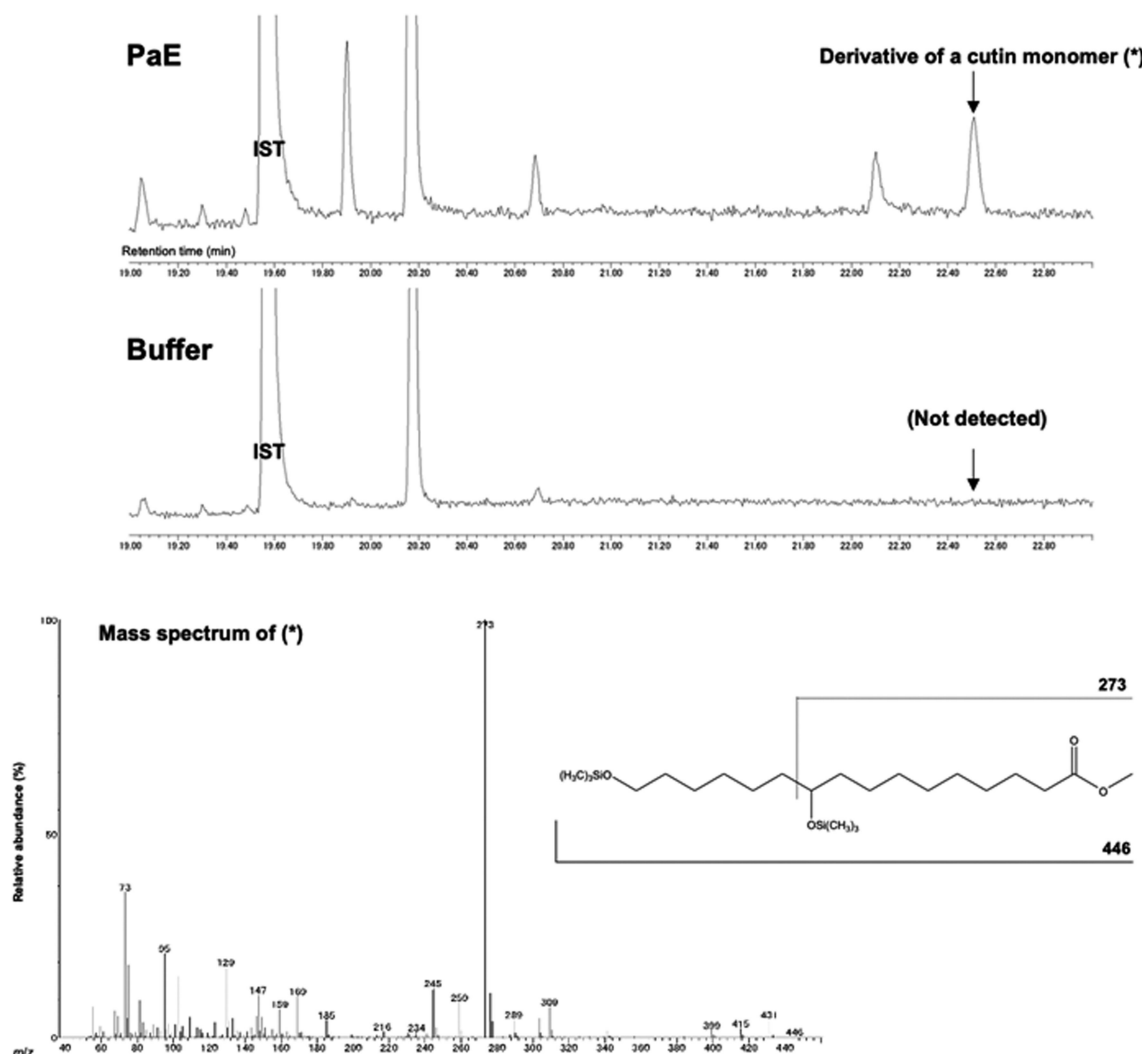 PaE
Derivative of a cutin monomer (*)
IST
Retention time (min)
19.00 19.20 19.40 19.60 19.80 20.00 20.20 20.40 20.60 20.80 21.00 21.20 21.40 21.60 21.80 22.00 22.20 22.40 22.60 22.80
Buffer
(Not detected)
IST
19.00 19.20 19.40 19.60 19.80 20.00 20.20 20.40 20.60 20.80 21.00 21.20 21.40 21.60 21.80 22.00 22.20 22.40 22.60 22.80
100
Mass spectrum of (*)
273
273
O
(H₃C)₃SiO
O
OSi(CH₃)₃
446
50
Relative abundance (%)
73
95
129
147
159
169
185
216
234
245
259
289
309
399
415
431
446
m/z
40 60 80 100 120 140 160 180 200 220 240 260 280 300 320 340 360 380 400 420 440